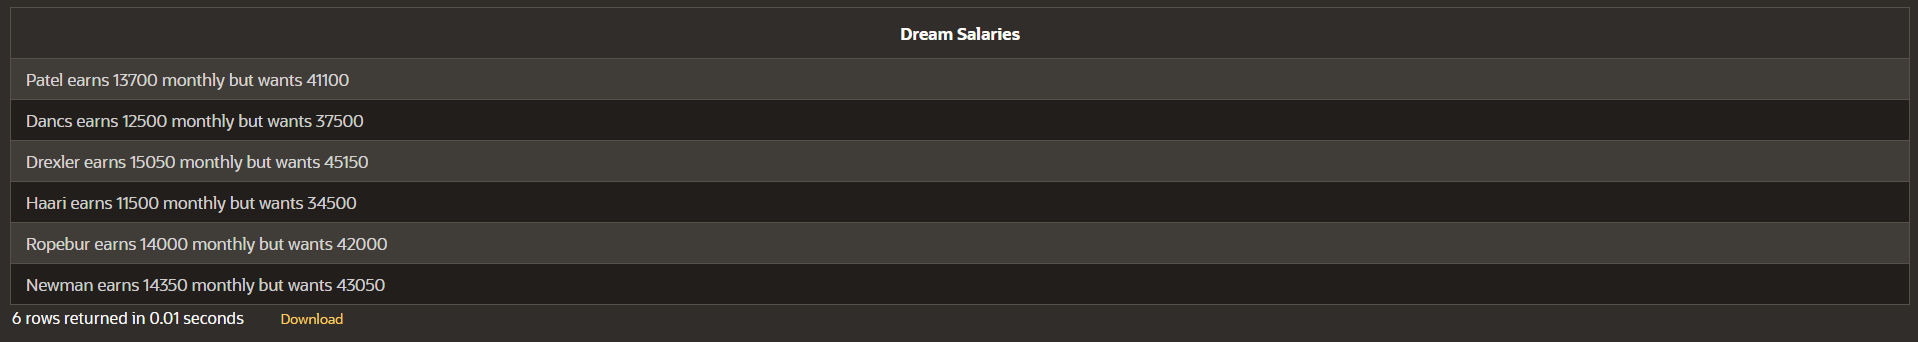 Dream Salaries
Patel earns 13700 monthly but wants 41100
Dancs earns 12500 monthly but wants 37500
Drexler earns 15050 monthly but wants 45150
Haari earns 11500 monthly but wants 34500
Ropebur earns 14000 monthly but wants 42000
Newman earns 14350 monthly but wants 43050
6 rows returned in 0.01 seconds Download